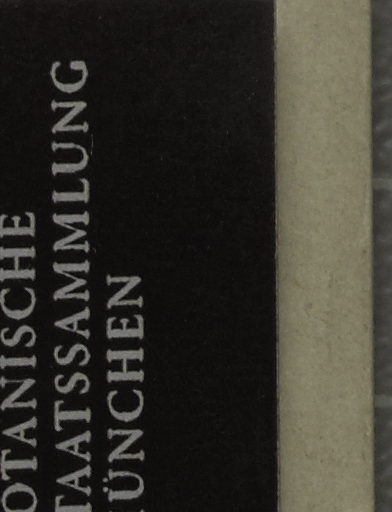 OTANISCHE
TAATSSAMMLUNG
ÜNCHEN